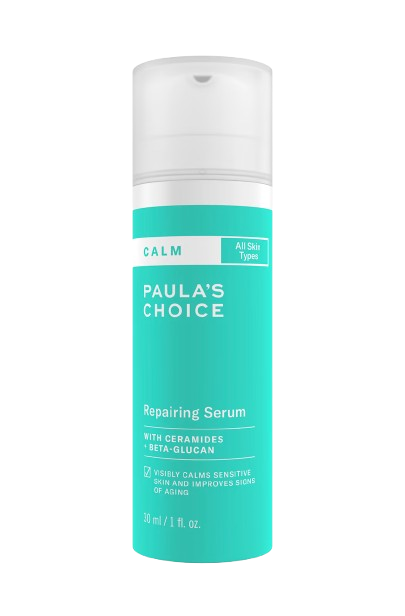 CALM
All Skin
Types
PAULA'S
CHOICE
Repairing Serum
WITH CERAMIDES
+ BETA-GLUCAN
VISIBLY CALMS SENSITIVE
SKIN AND IMPROVES SIGNS
OF AGING
30 ml / 1 fl. oz.